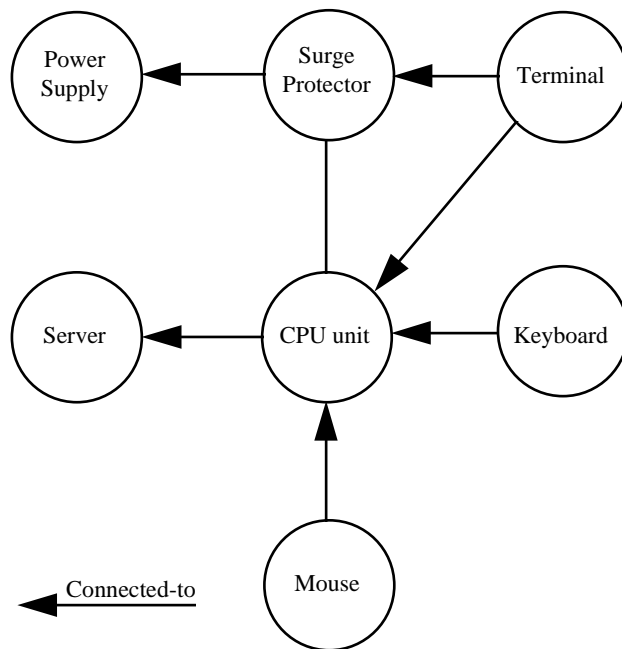 Power
Supply
Surge
Protector
Terminal
Server
CPU unit
Keyboard
Connected-to
Mouse